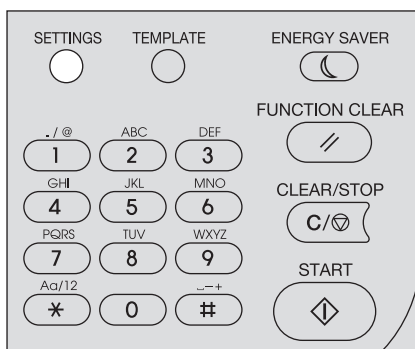 SETTINGS TEMPLATE ENERGY SAVER
FUNCTION CLEAR
./@ ABC DEF
1 2 3
GHI JKL MNO
4 5 6
CLEAR/STOP
C/
PQRS TUV WXYZ
7 8 9
START
Aa/12 ⎵−+
* 0 #